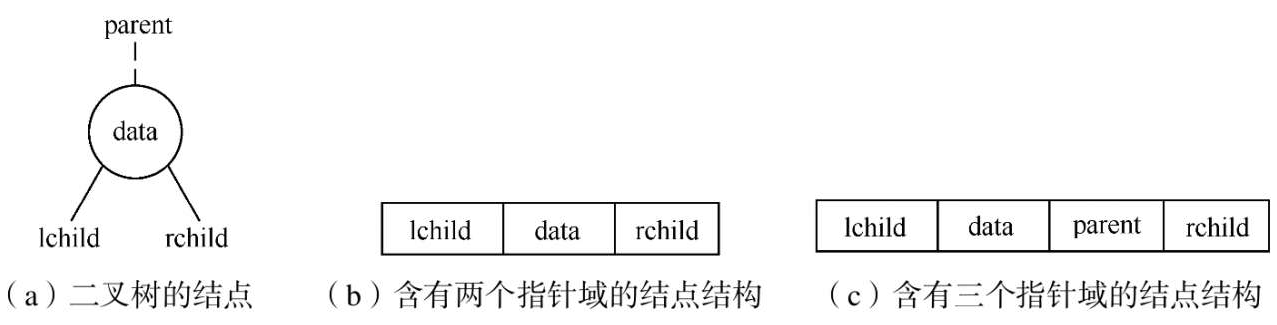 parent
data
lchild rchild
lchild data rchild
lchild data parent rchild
（a）二叉树的结点
（b）含有两个指针域的结点结构
（c）含有三个指针域的结点结构